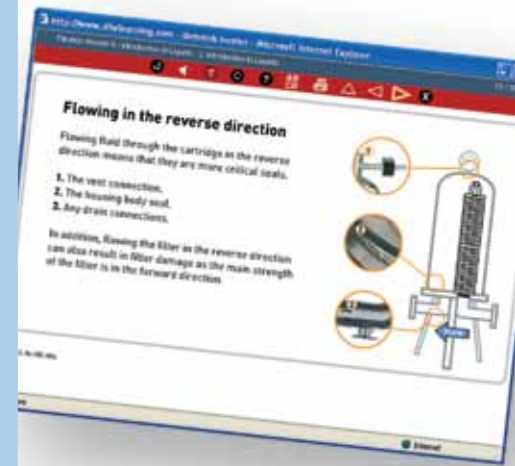 Flowing in the reverse direction
Flowing fluid through the cartridge in the reverse
direction means that they are more critical seals.
1. The vent connection.
2. The housing body seal.
3. Any drain connections.
In addition, flowing the filter in the reverse direction
can also result in filter damage as the main strength
of the filter is in the forward direction
Internet